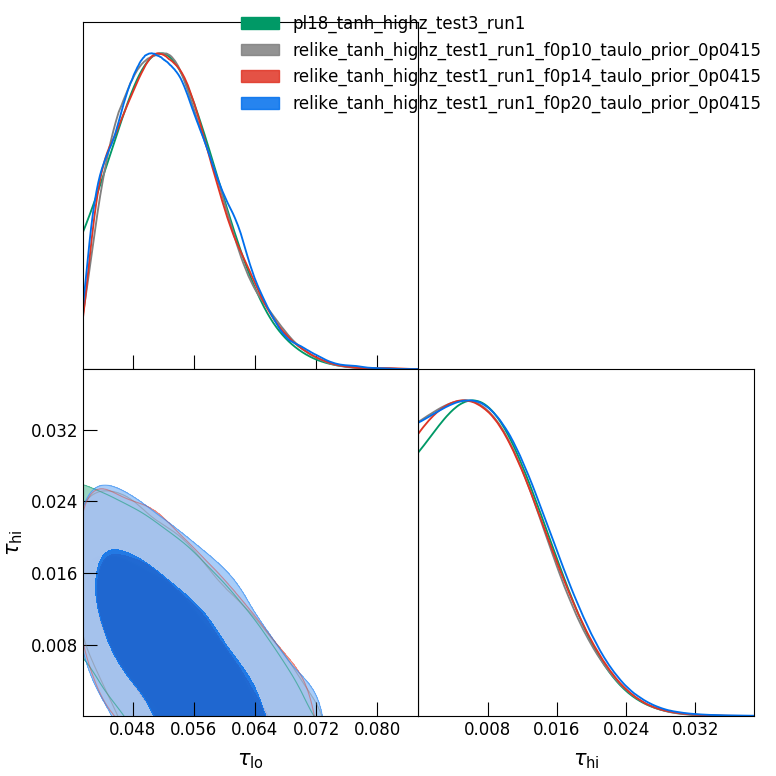 pl18_tanh_highz_test3_run1
relike_tanh_highz_test1_run1_f0p10_taulo_prior_0p0415
relike_tanh_highz_test1_run1_f0p14_taulo_prior_0p0415
relike_tanh_highz_test1_run1_f0p20_taulo_prior_0p0415
0.032
0.024
0.016
0.008
τhi
0.048 0.056 0.064 0.072 0.080
τlo
0.008 0.016 0.024 0.032
τhi